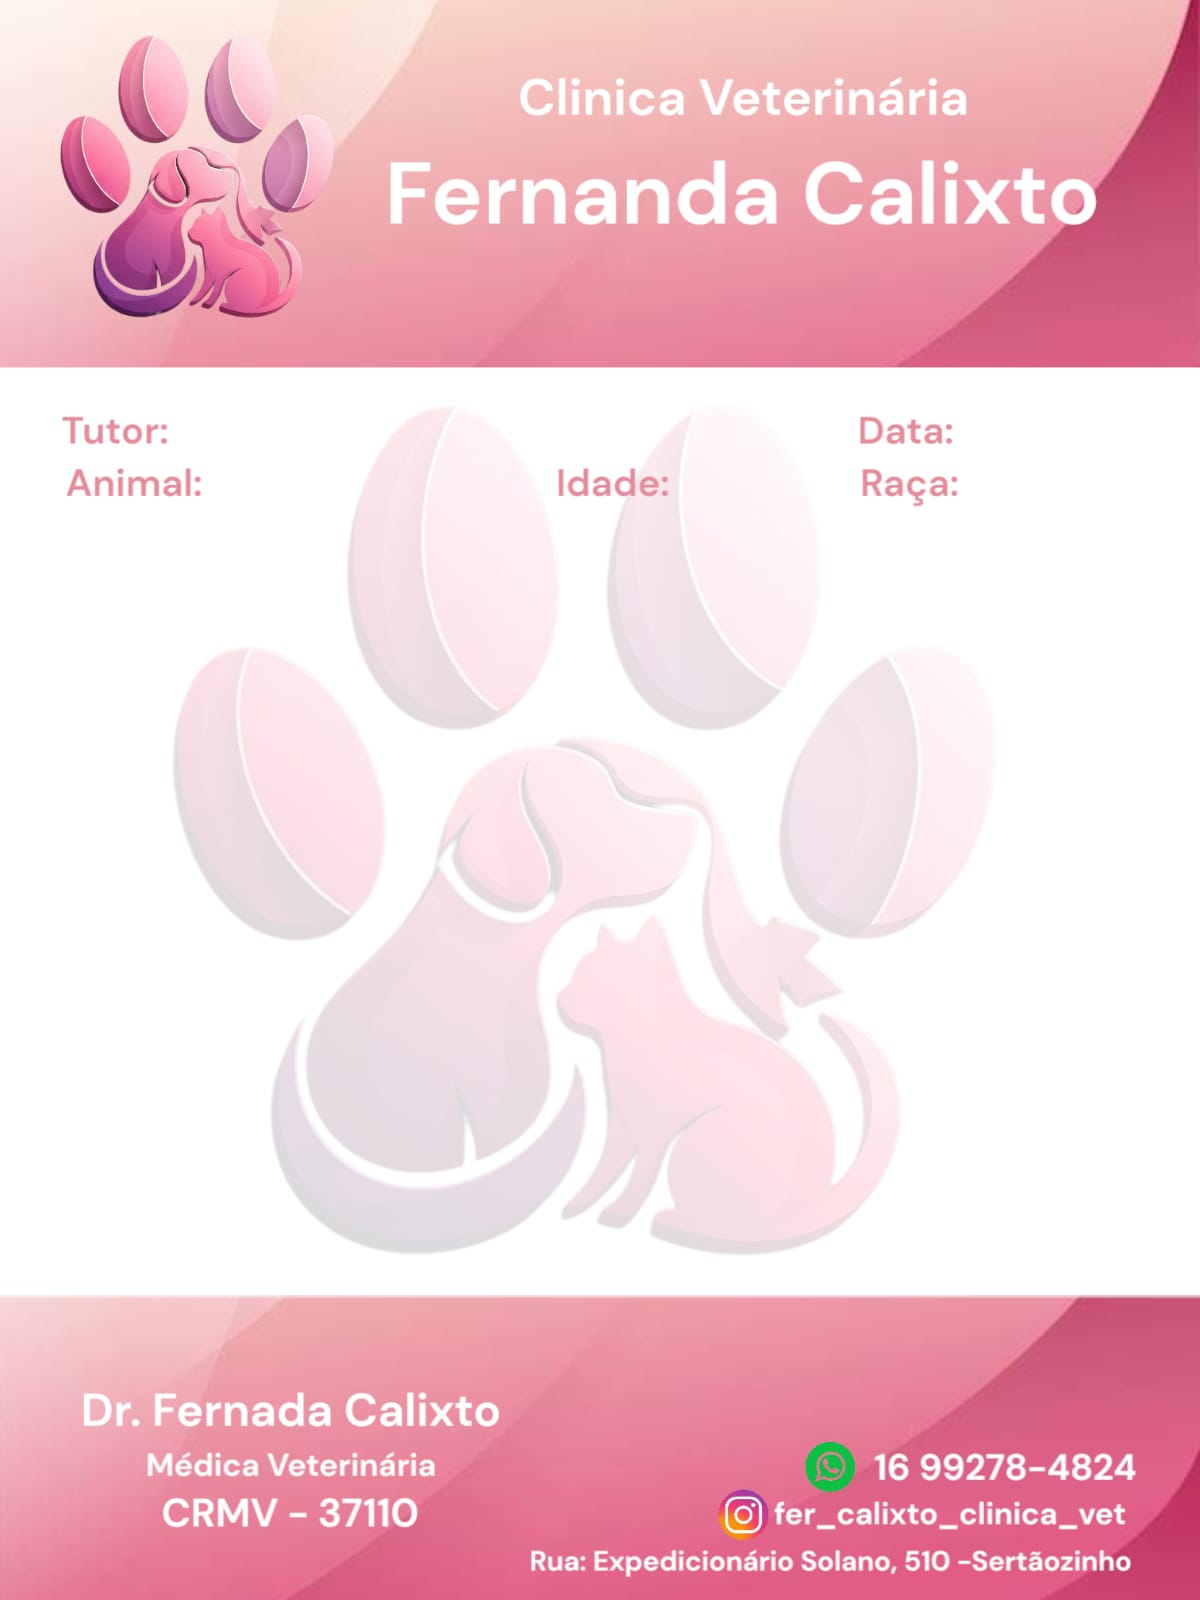 Clinica Veterinária
Fernanda Calixto
Tutor: Data:
Animal: Idade: Raça:
Dr. Fernada Calixto
Médica Veterinária
CRMV - 37110
16 99278-4824
fer_calixto_clinica_vet
Rua: Expedicionário Solano, 510 -Sertãozinho